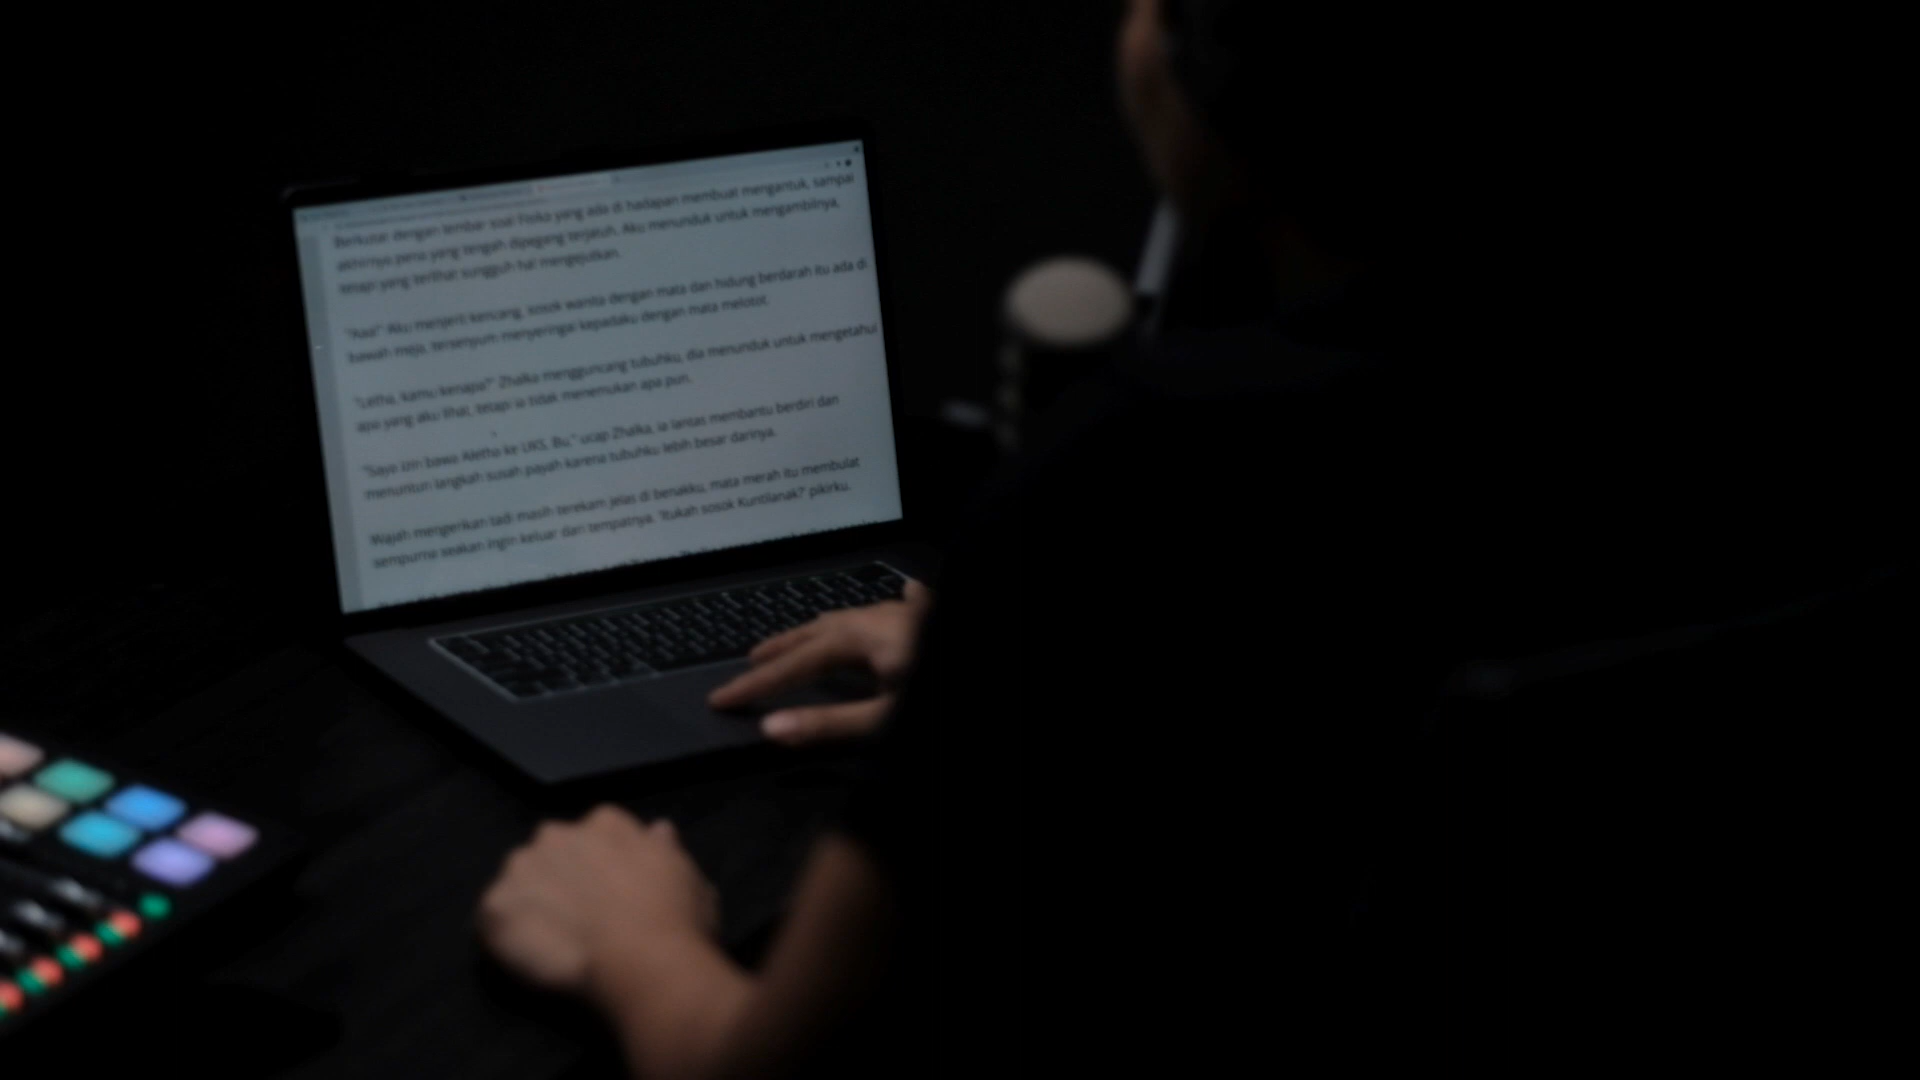 Berkutat dengan lembar soal Fisika yang ada di hadapan membuat mengantuk, sampai
akhirnya pena yang tengah dipegang terjatuh. Aku menunduk untuk mengambilnya,
tetapi yang terlihat sungguh hal mengejutkan.
"Aaa!" Aku menjerit kencang, sosok wanita dengan mata dan hidung berdarah itu ada di
bawah meja, tersenyum menyeringai kepadaku dengan mata melotot.
"Letha, kamu kenapa?" Zhalka mengguncang tubuhku, dia menunduk untuk mengetahui
apa yang aku lihat, tetapi ia tidak menemukan apa pun.
"Saya izin bawa Aletha ke UKS, Bu," ucap Zhalka, ia lantas membantu berdiri dan
menuntun langkah susah payah karena tubuhku lebih besar darinya.
Wajah mengerikan tadi masih terekam jelas di benakku, mata merah itu membulat
sempurna seakan ingin keluar dari tempatnya. 'Itukah sosok Kuntilanak?' pikirku.